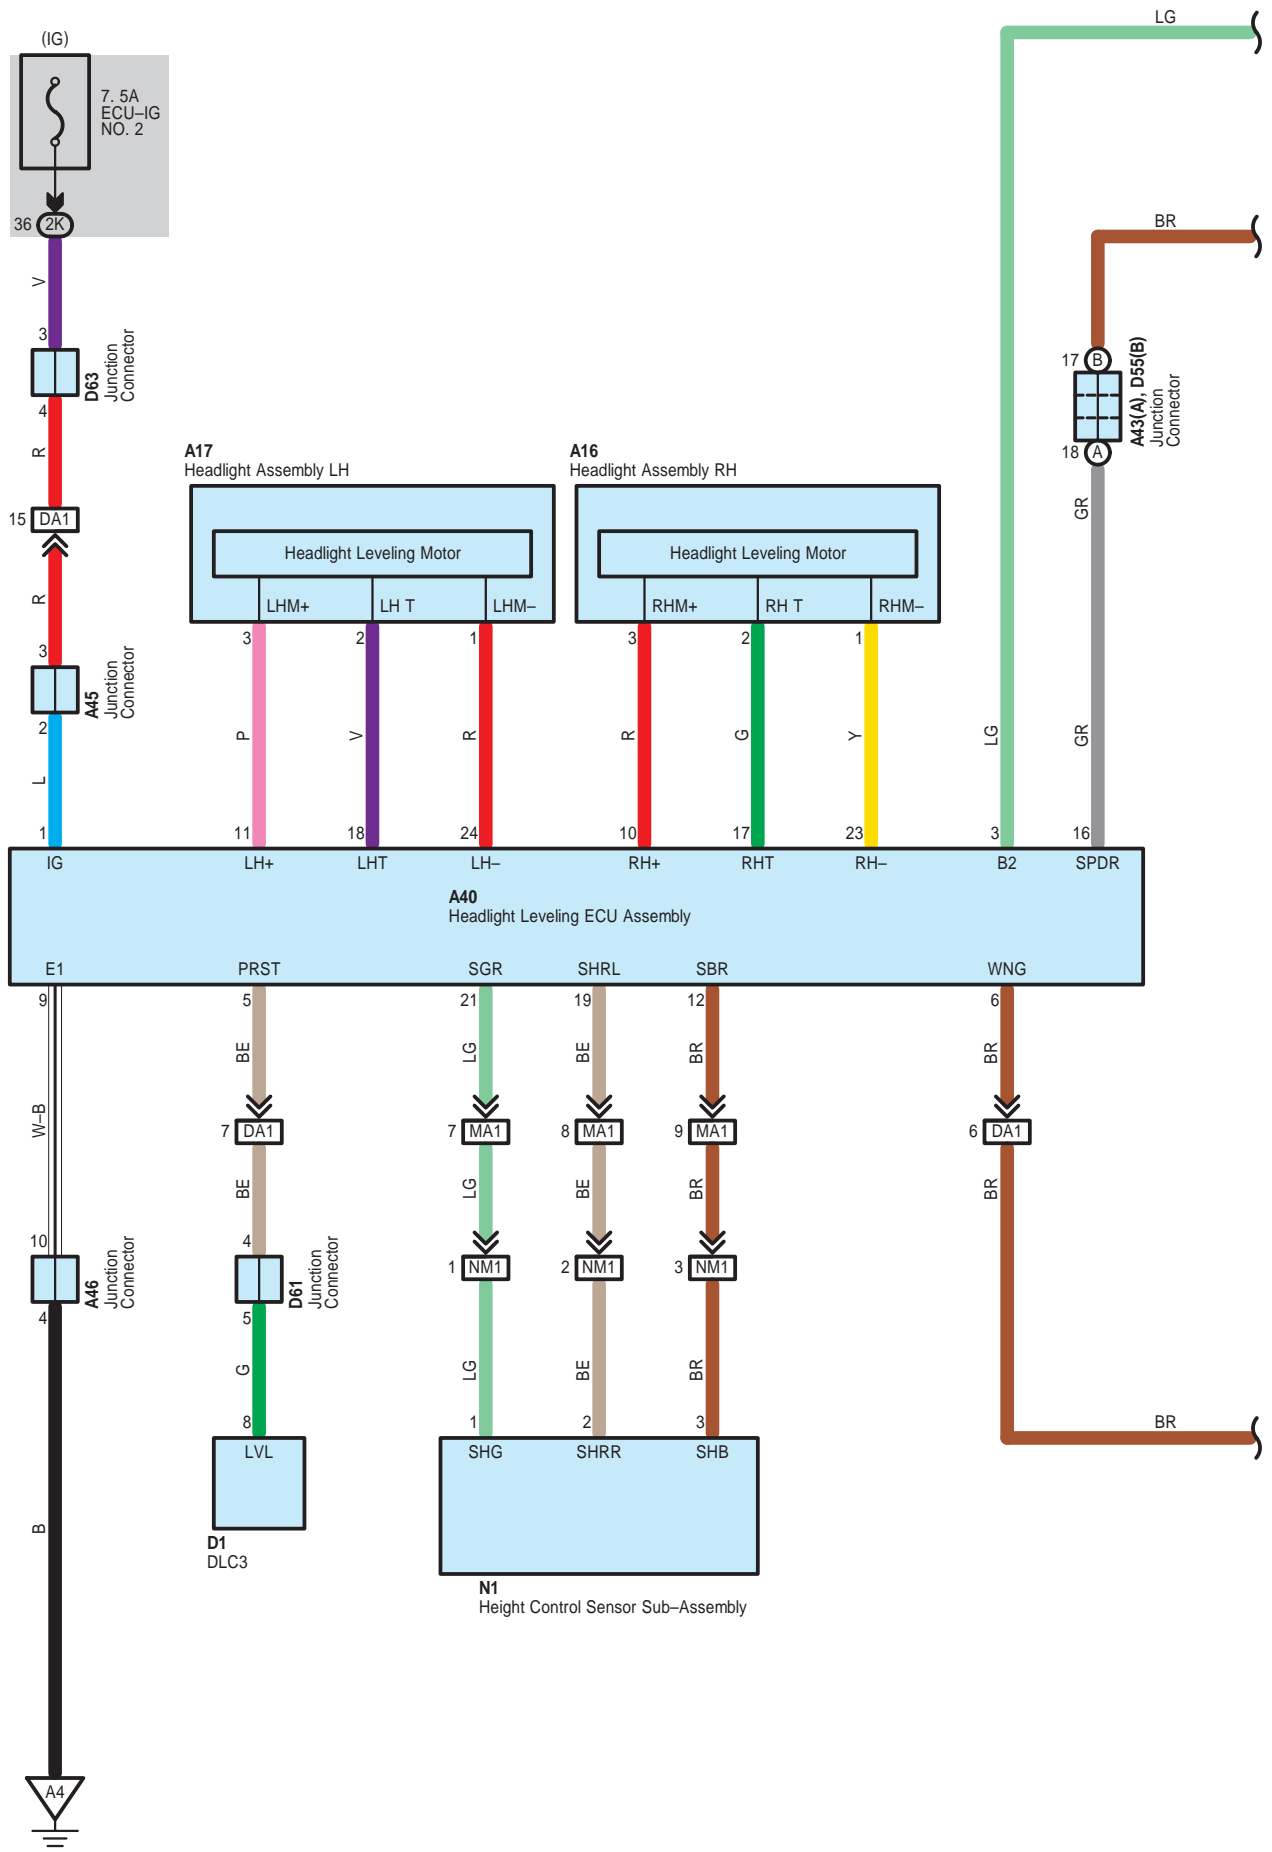 LG
(IG)
7. 5A
ECU–IG
NO. 2
36 2K
BR
V
3
D63
Junction
Connector
4
17 B
A43(A), D55(B)
Junction
Connector
18 A
R
A17
Headlight Assembly LH
A16
Headlight Assembly RH
15 DA1
GR
Headlight Leveling Motor
Headlight Leveling Motor
R
LHM+ LH T LHM–
RHM+ RH T RHM–
3 2 1
3 2 1
3
A45
Junction
Connector
2
P V R R G Y LG GR
L
1 11 18 24 10 17 23 3 16
IG LH+ LHT LH– RH+ RHT RH– B2 SPDR
A40
Headlight Leveling ECU Assembly
E1 PRST SGR SHRL SBR WNG
9 5 21 19 12 6
BE LG BE BR BR
W–B
7 DA1 7 MA1 8 MA1 9 MA1 6 DA1
BE LG BE BR BR
10 4
A46
Junction
Connector
D61
Junction
Connector
1 NM1 2 NM1 3 NM1
4 5
G LG BE BR
8 1 2 3
BR
LVL SHG SHRR SHB
B
D1
DLC3
N1
Height Control Sensor Sub–Assembly
A4